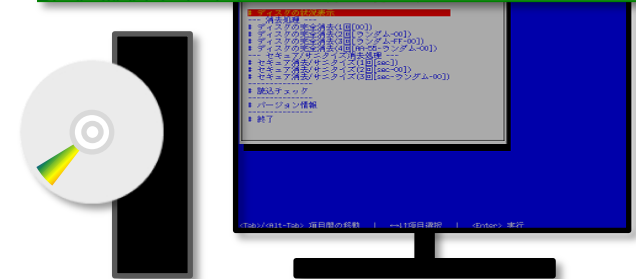 # ディスクの状況表示
--- 消去処理 ---
# ディスクの完全消去(1回[00])
# ディスクの完全消去(2回[ランダム-00])
# ディスクの完全消去(3回[ランダム-FF-00])
# ディスクの完全消去(4回[AA-55-ランダム-00])
--- セキュア/サニタイズ消去処理 ---
# セキュア消去/サニタイズ(1回[sec])
# セキュア消去/サニタイズ(2回[sec-00])
# セキュア消去/サニタイズ(3回[sec-ランダム-00])
---------------
# 読込チェック
---------------
# バージョン情報
---------------
# 終了
<Tab>/<Alt-Tab> 項目間の移動 | ←→↓↑項目選択 | <Enter> 実行